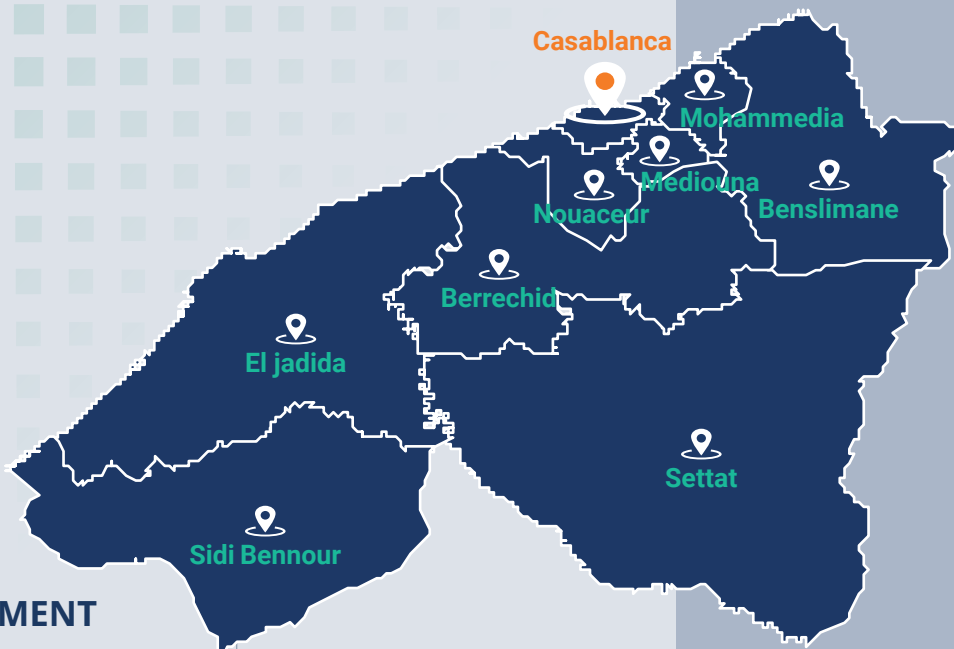 Casablanca
Mohammedia
Mediouna
Nouaceur
Benslimane
Berrechid
El jadida
Settat
Sidi Bennour
MENT